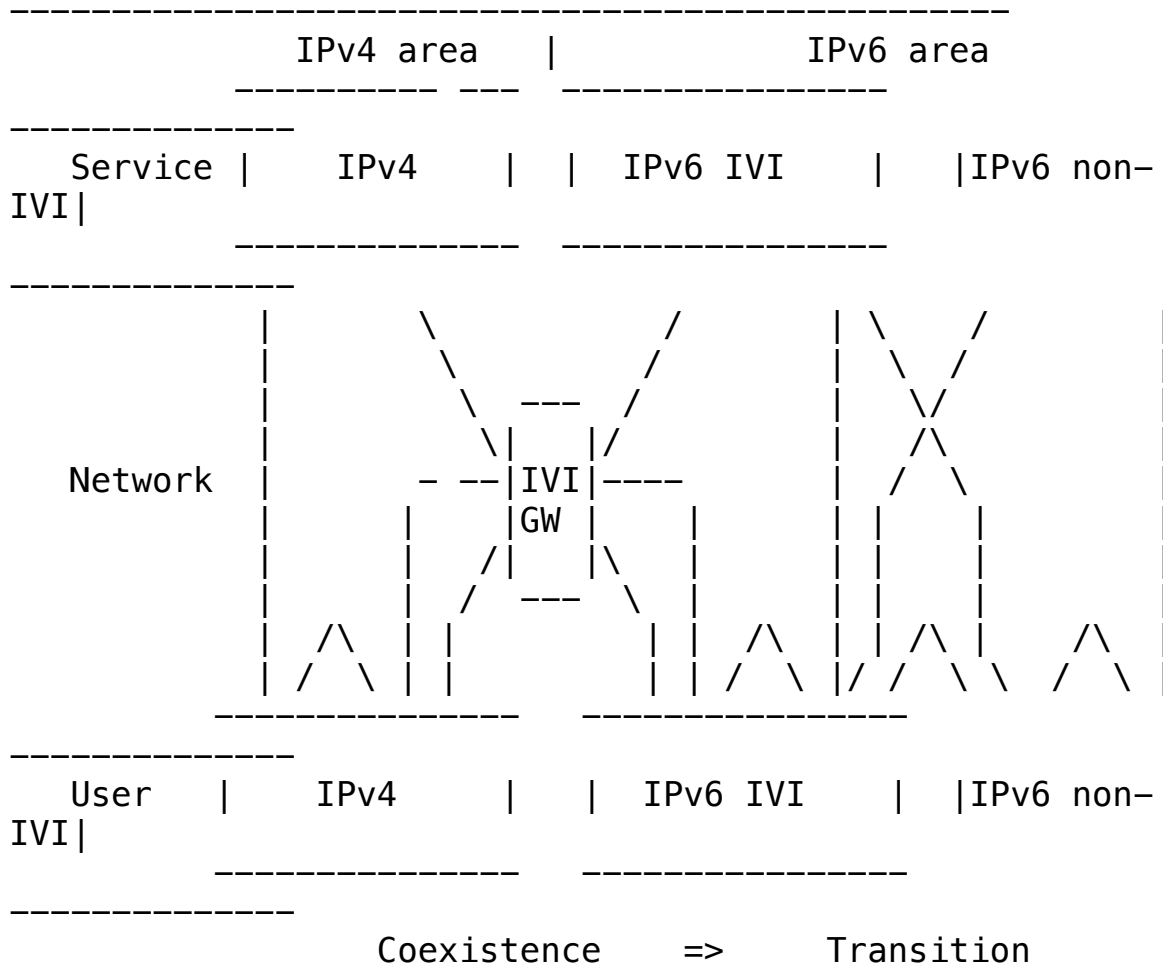 IPv4 area | IPv6 area
Service | IPv4 | | IPv6 IVI | |IPv6 non-
IVI|
Network |IVI|
|GW |
User | IPv4 | | IPv6 IVI | |IPv6 non-
IVI|
Coexistence => Transition